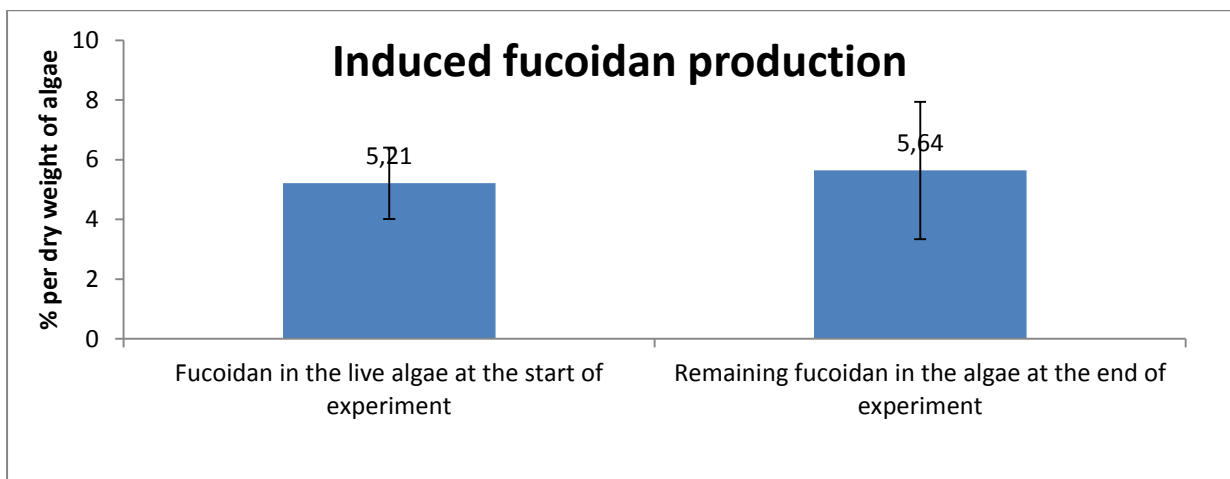 Induced fucoidan production
% per dry weight of algae
10
8
6
4
2
0
5,21
5,64
Fucoidan in the live algae at the start of
experiment
Remaining fucoidan in the algae at the end of
experiment